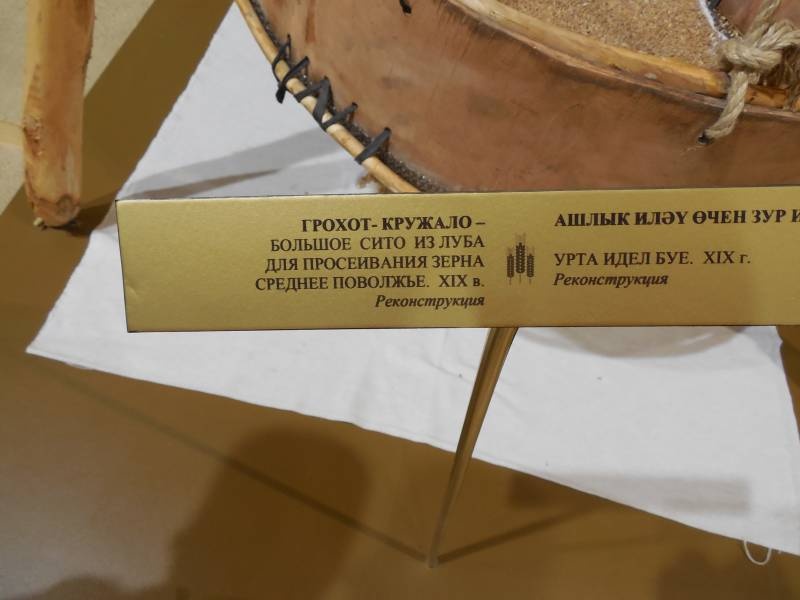 ГРОХОТ- КРУЖАЛО –
БОЛЬШОЕ СИТО ИЗ ЛУБА
ДЛЯ ПРОСЕИВАНИЯ ЗЕРНА
СРЕДНЕЕ ПОВОЛЖЬЕ. XIX в.
Реконструкция
АШЛЫК ИЛӘҮ ӨЧЕН ЗУР
УРТА ИДЕЛ БУЕ. XIX г.
Реконструкция